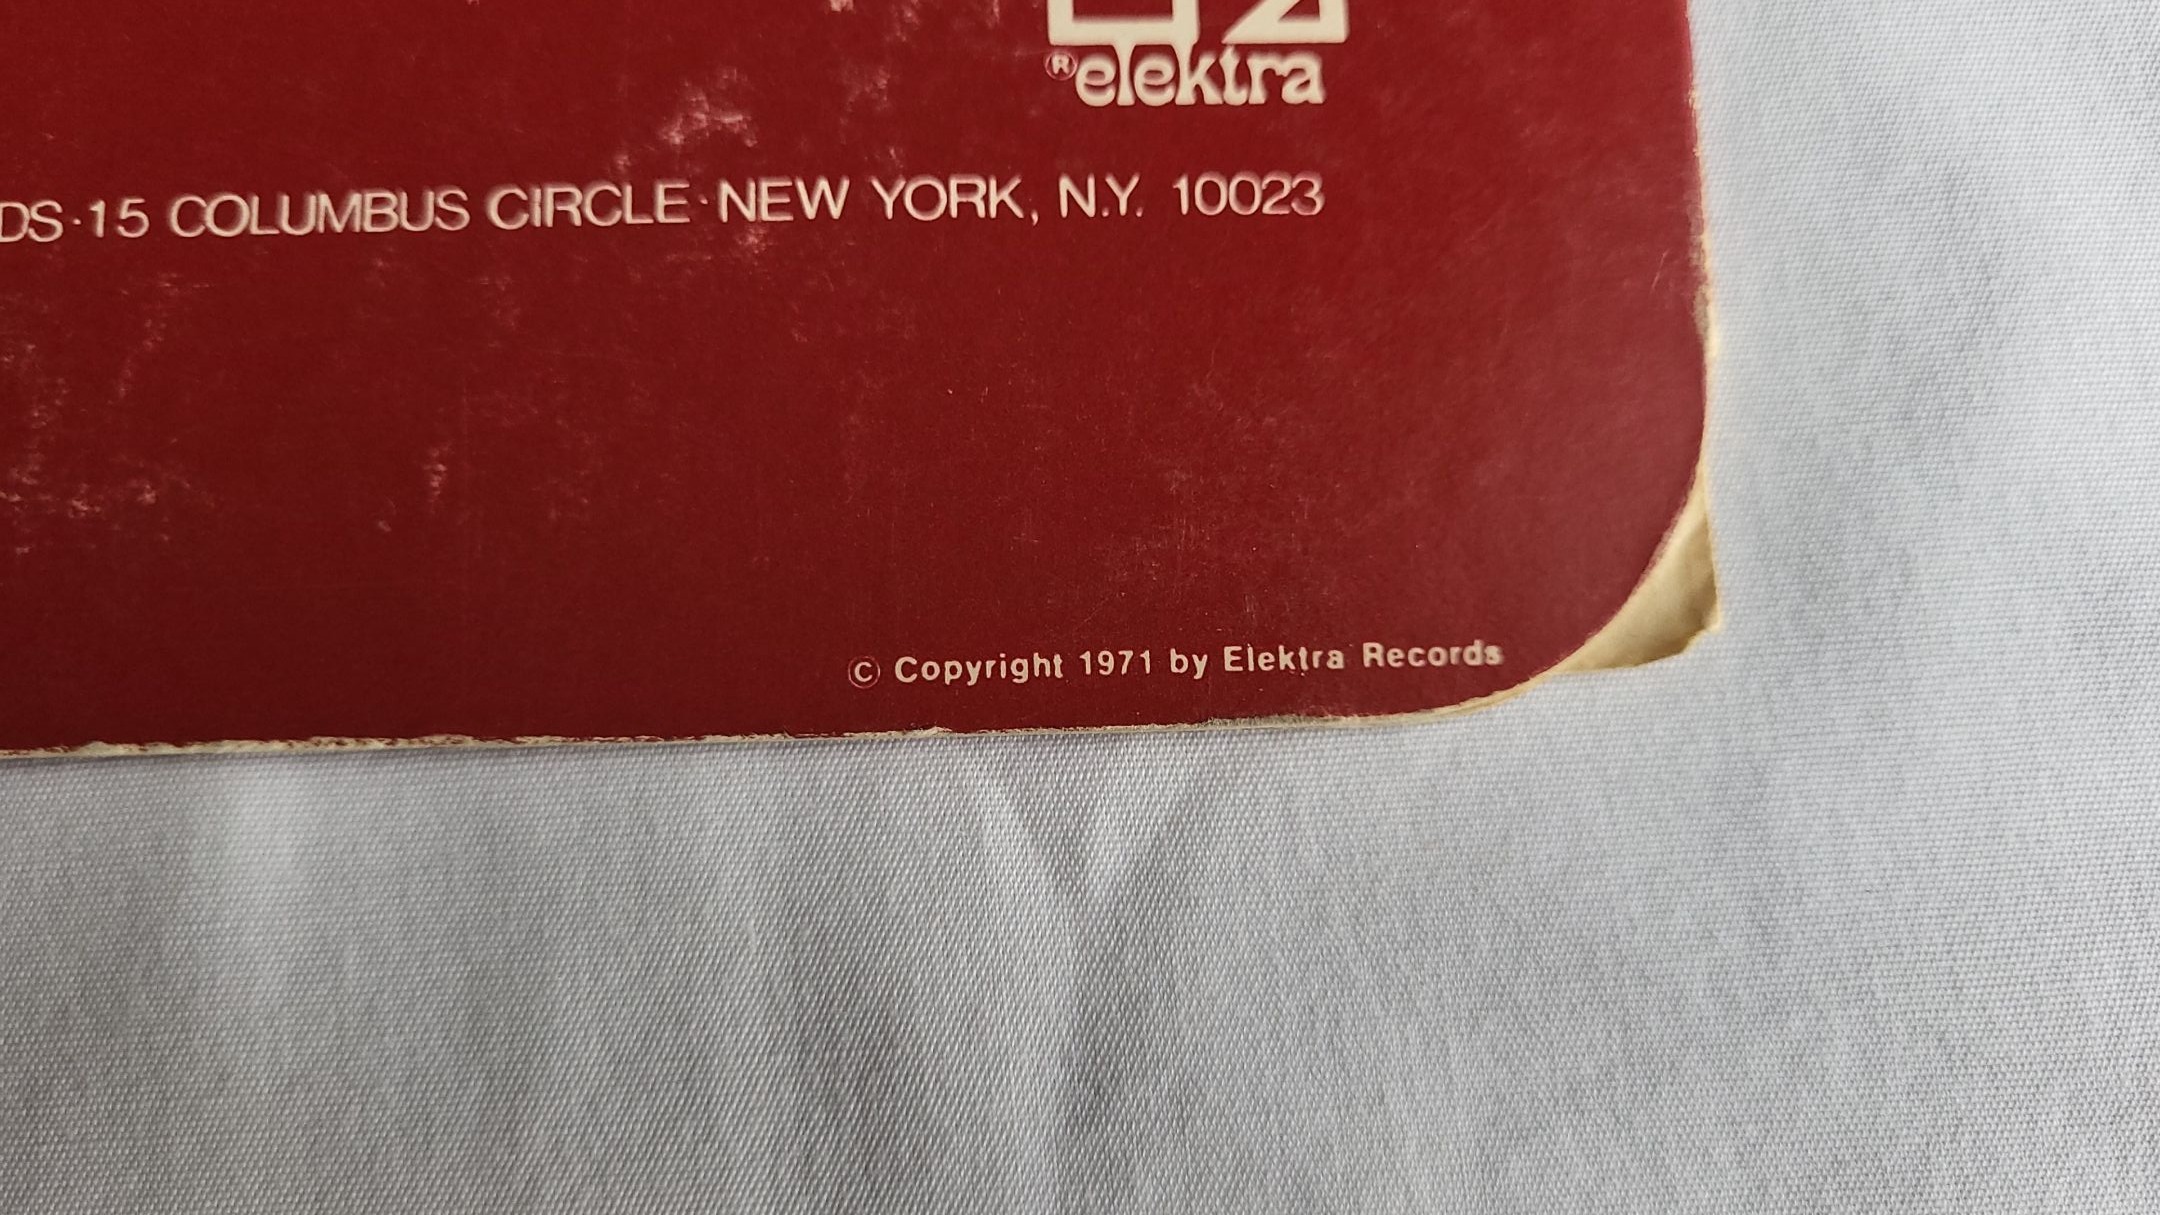 ®elektra
DS·15 COLUMBUS CIRCLE·NEW YORK, N.Y. 10023
© Copyright 1971 by Elektra Records